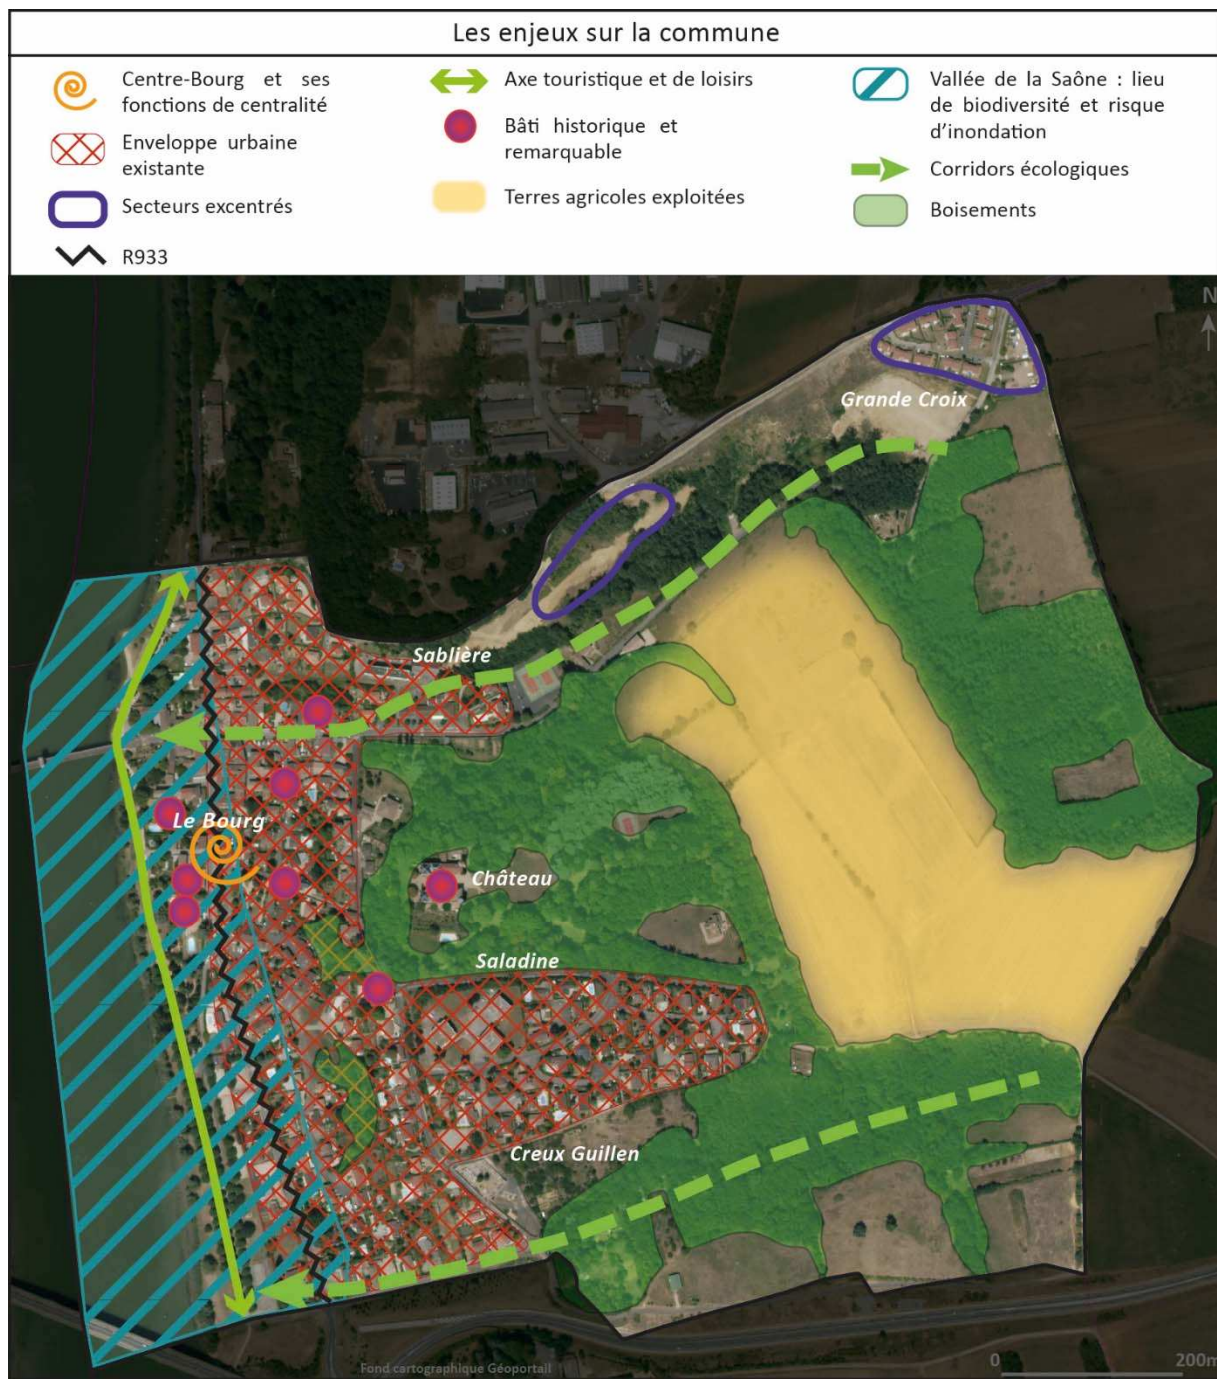 Les enjeux sur la commune
Centre-Bourg et ses
fonctions de centralité
Enveloppe urbaine
existante
Secteurs excentrés
R933
Axe touristique et de loisirs
Bâti historique et
remarquable
Terres agricoles exploitées
Vallée de la Saône : lieu
de biodiversité et risque
d'inondation
Corridors écologiques
Boisements
N
Grande Croix
Sablière
Le Bourg
Château
Saladine
Creux Guillen
Fond cartographique Géoportail
0
200m